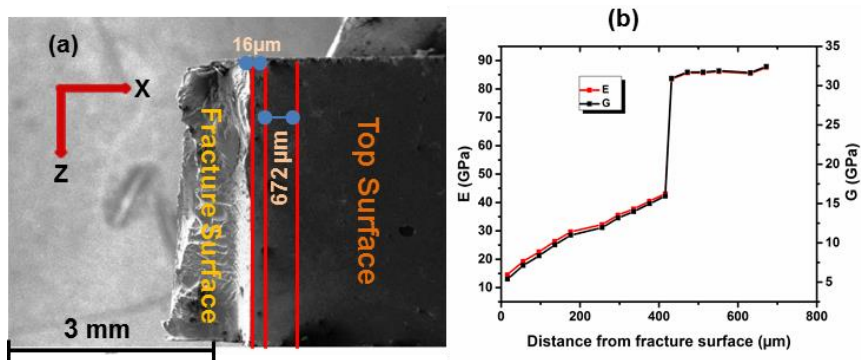 (a)
16µm
X
Z
Fracture Surface
672 µm
Top Surface
3 mm
(b)
E (GPa)
90
80
70
60
50
40
30
20
10
E
G
35
30
25
20
15
10
5
G (GPa)
0 200 400 600 800
Distance from fracture surface (µm)